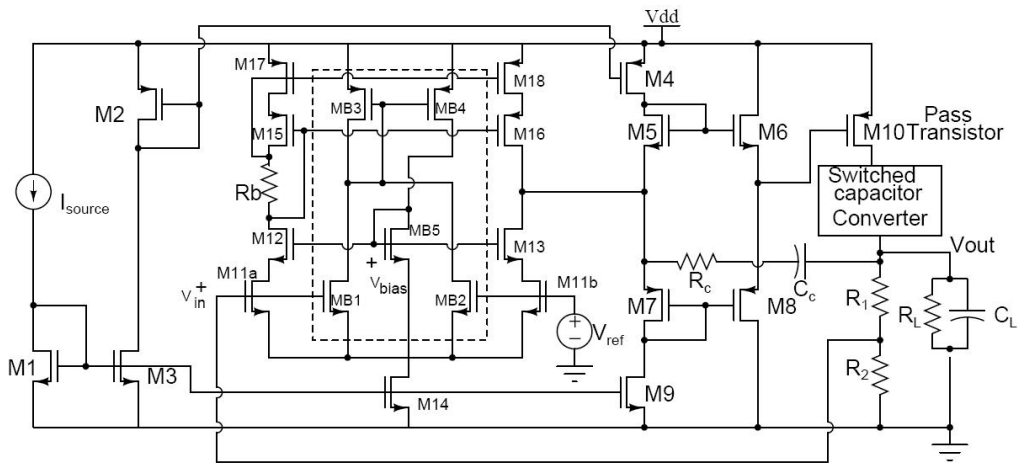 Vdd
M17
M18
M4
M2
MB3
MB4
Pass
M15
M16
M5
M6
M10 Transistor
Switched
capacitor
Converter
Isource
Rb
M12
MB5
M13
Vout
M11a
+
Vbias
M11b
Rc
Cc
Vin
+
MB1
MB2
M7
M8
R1
RL
CL
+
Vref
M1
M3
R2
M14
M9